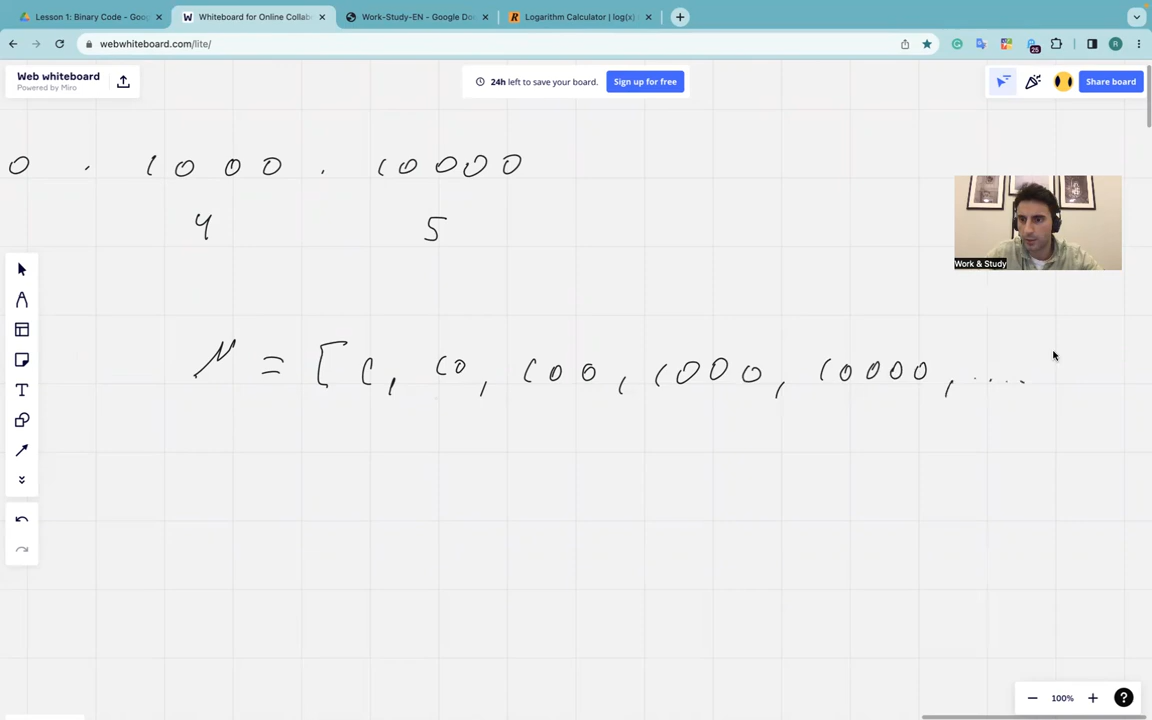 Lesson 1: Binary Code - Goo
Whiteboard for Online Collab
Work-Study-EN - Google Do
Logarithm Calculator | log(x)
webwhiteboard.com/lite/
25
R
Web whiteboard
Powered by Miro
24h left to save your board.
Sign up for free
Share board
0 . 1000 . 10000
4 5
Work & Study
N = [ 1, 10, 100, 1000, 10000, ....
T
100%